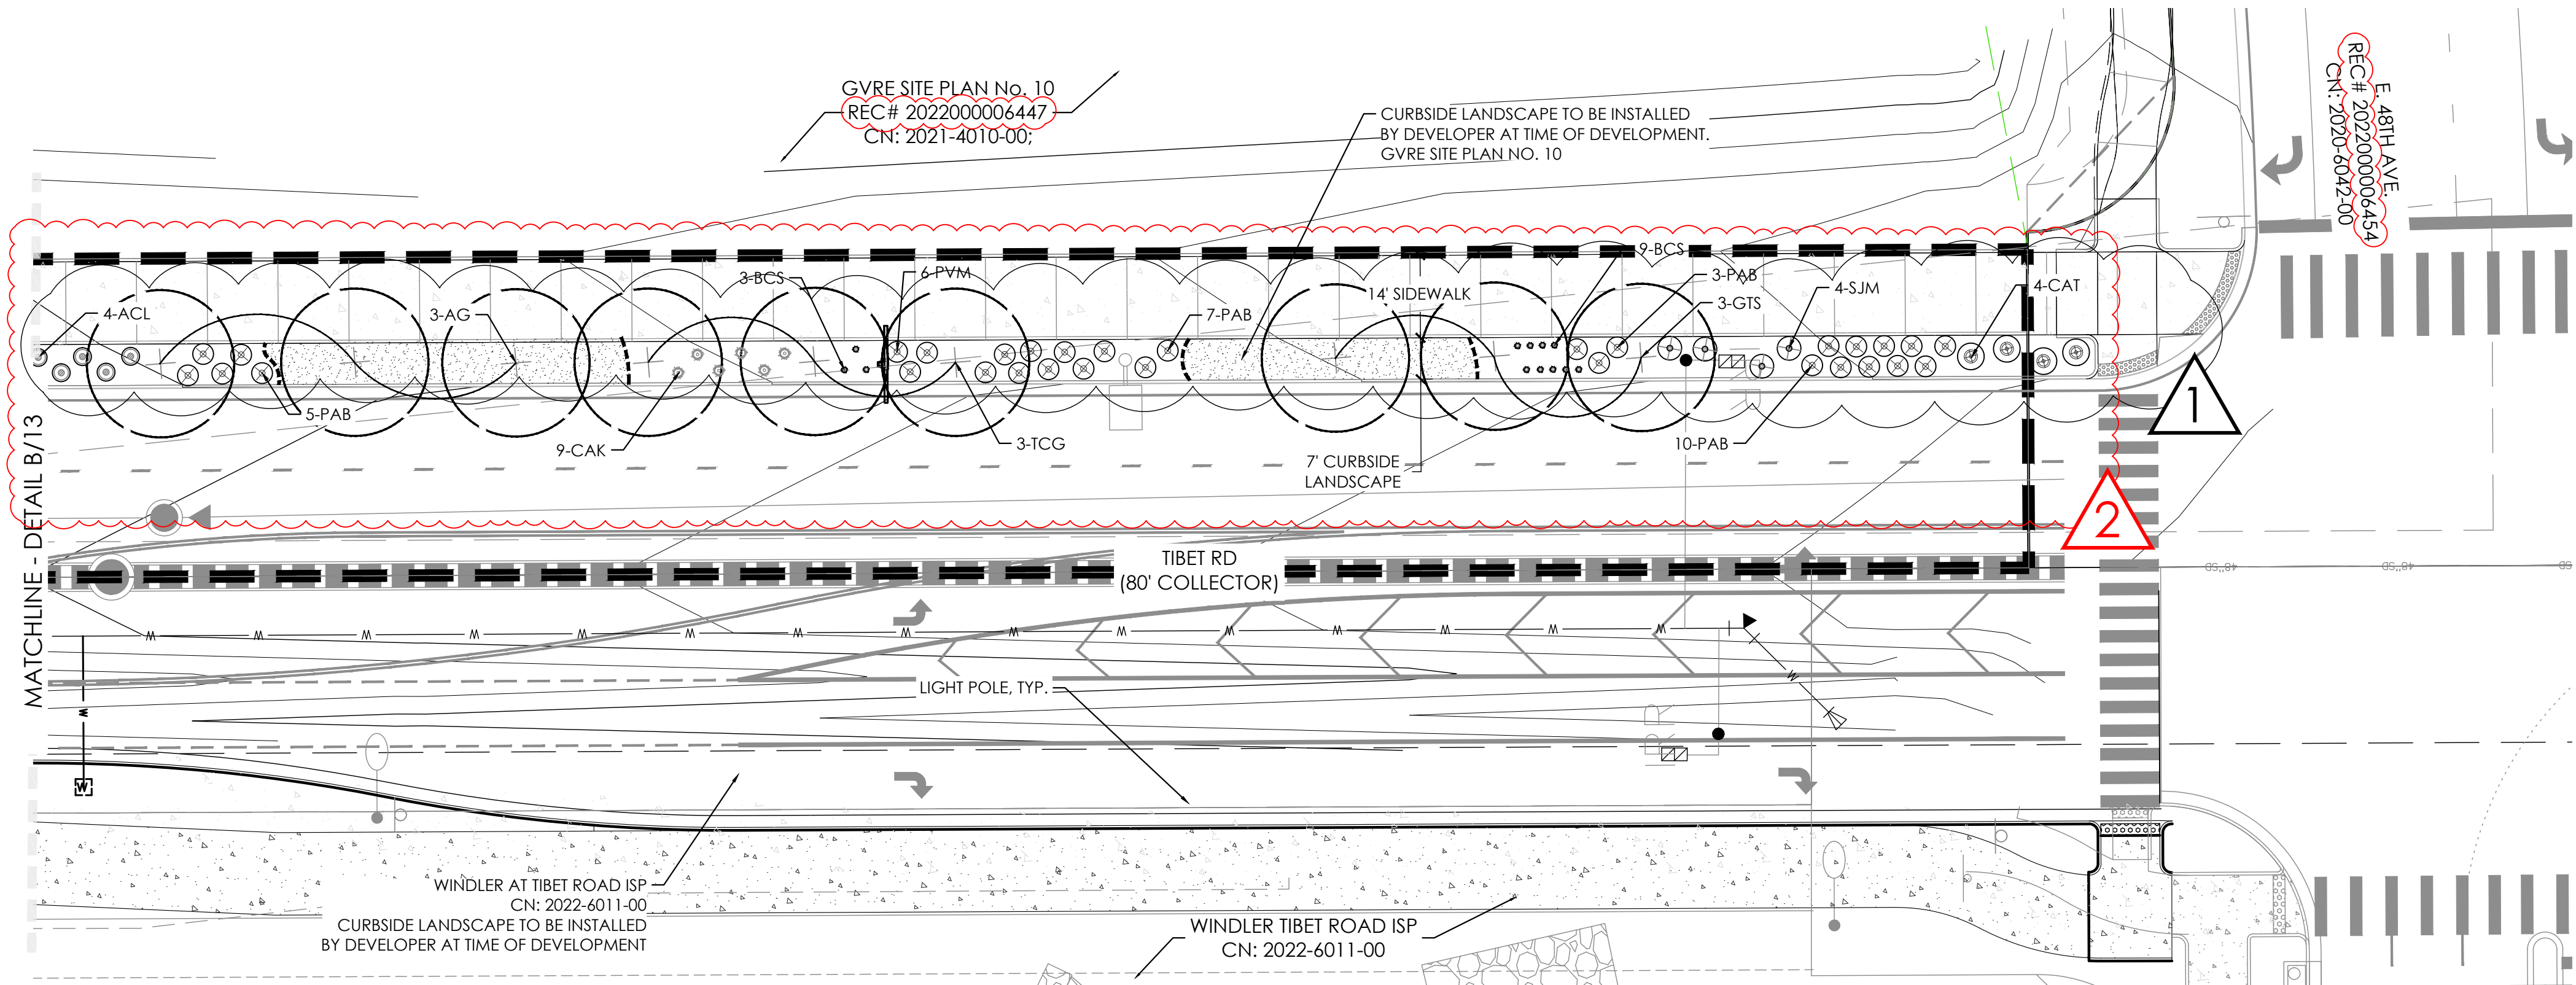 GVRE SITE PLAN No. 10
REC# 2022000006447
CN: 2021-4010-00;
CURBSIDE LANDSCAPE TO BE INSTALLED
BY DEVELOPER AT TIME OF DEVELOPMENT.
GVRE SITE PLAN NO. 10
E. 48TH AVE.
REC# 2022000006454
CN: 2020-6042-00
4-ACL
3-AG
3-BCS
6-PVM
7-PAB
14' SIDEWALK
9-BCS
3-PAB
3-GTS
4-SJM
4-CAT
5-PAB
9-CAK
3-TCG
7' CURBSIDE
LANDSCAPE
10-PAB
1
2
MATCHLINE - DETAIL B/13
TIBET RD
(80' COLLECTOR)
48"SD
48"SD
SD
W W W W W W W W W W W W W W W
W
W
W
LIGHT POLE, TYP.
WINDLER AT TIBET ROAD ISP
CN: 2022-6011-00
CURBSIDE LANDSCAPE TO BE INSTALLED
BY DEVELOPER AT TIME OF DEVELOPMENT
WINDLER TIBET ROAD ISP
CN: 2022-6011-00